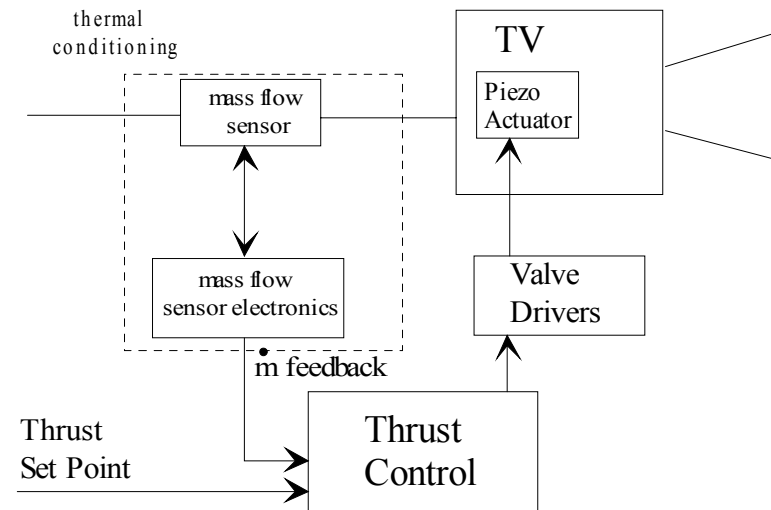 thermal
conditioning
TV
mass flow
sensor
Piezo
Actuator
mass flow
sensor electronics
Valve
Drivers
ṁ feedback
Thrust
Set Point
Thrust
Control